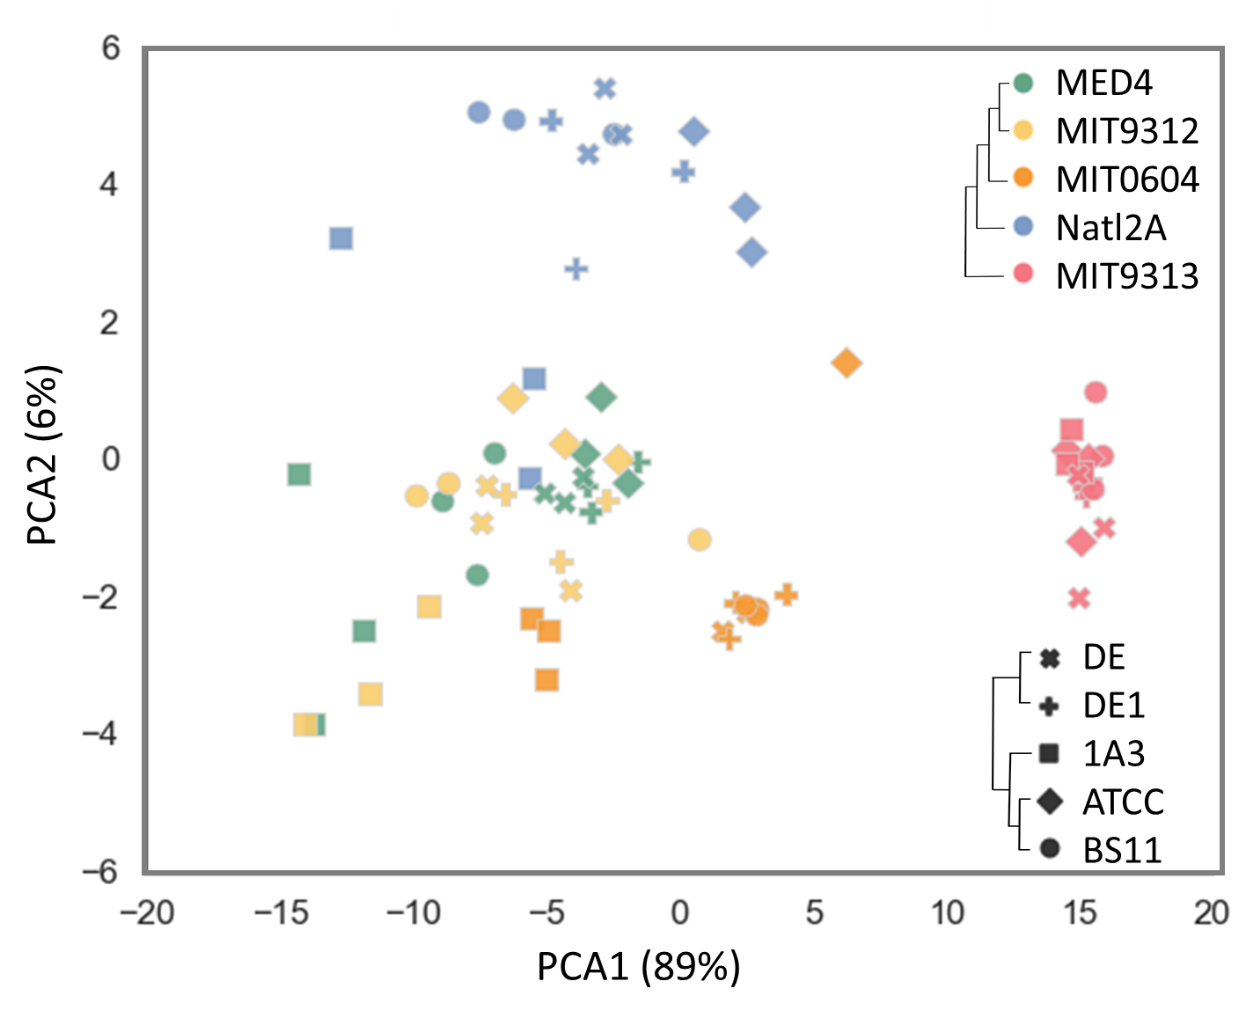 6
4
2
0
−2
−4
−6
PCA2 (6%)
MED4
MIT9312
MIT0604
Natl2A
MIT9313
DE
DE1
1A3
ATCC
BS11
−20 −15 −10 −5 0 5 10 15 20
PCA1 (89%)